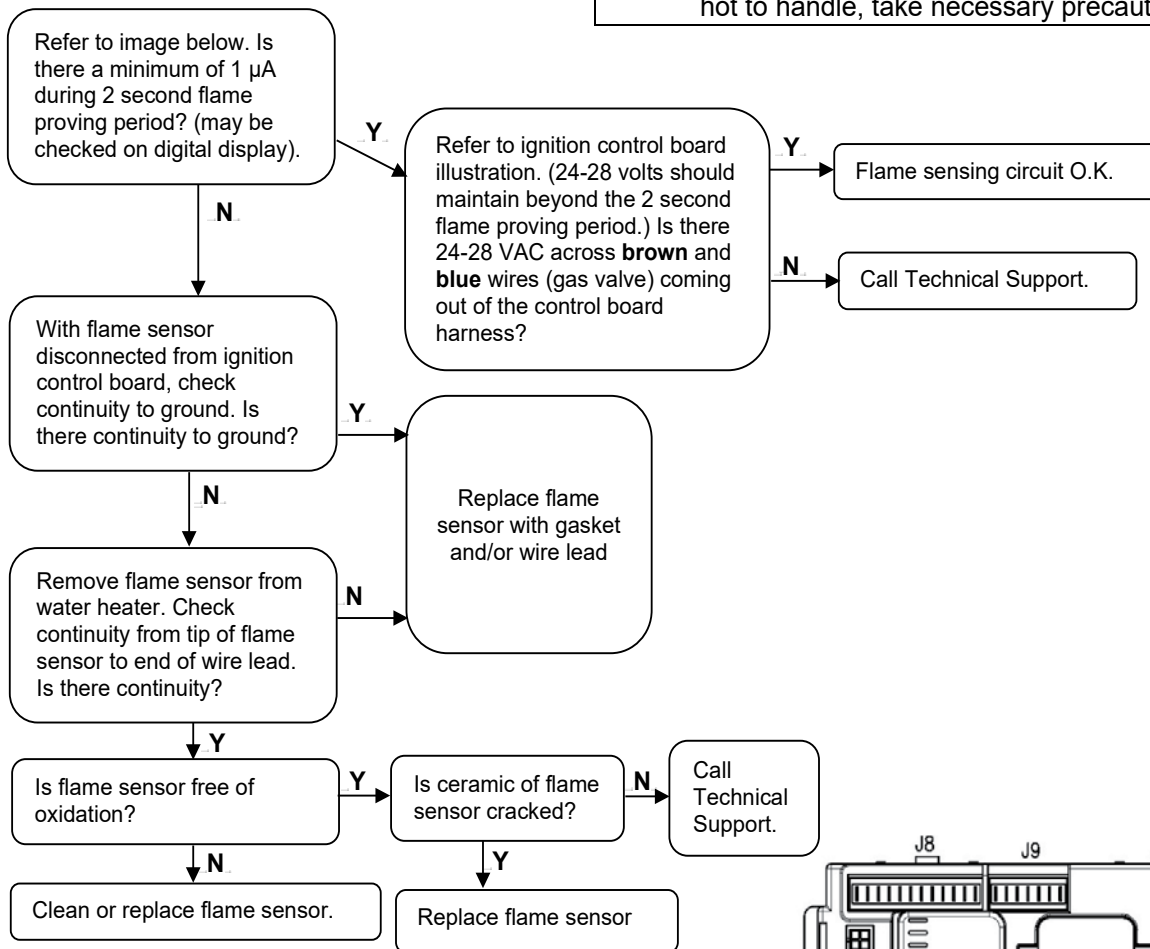 not to handle, take necessary precaut
Refer to image below. Is
there a minimum of 1 µA
during 2 second flame
proving period? (may be
checked on digital display).
Y
Refer to ignition control board
illustration. (24-28 volts should
maintain beyond the 2 second
flame proving period.) Is there
24-28 VAC across brown and
blue wires (gas valve) coming
out of the control board
harness?
Y
Flame sensing circuit O.K.
N
Call Technical Support.
N
With flame sensor
disconnected from ignition
control board, check
continuity to ground. Is
there continuity to ground?
Y
Replace flame
sensor with gasket
and/or wire lead
N
Remove flame sensor from
water heater. Check
continuity from tip of flame
sensor to end of wire lead.
Is there continuity?
N
Y
Is flame sensor free of
oxidation?
Y
Is ceramic of flame
sensor cracked?
N
Call
Technical
Support.
N
Clean or replace flame sensor.
Y
Replace flame sensor
J8
J9